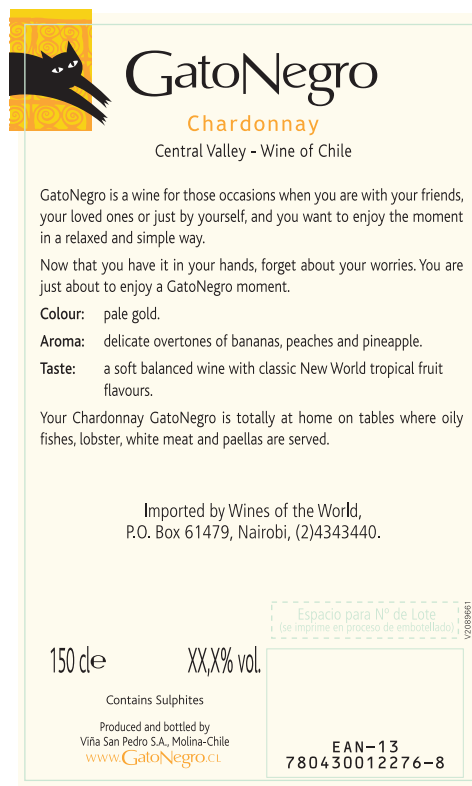 GatoNegro
Chardonnay
Central Valley - Wine of Chile
GatoNegro is a wine for those occasions when you are with your friends,
your loved ones or just by yourself, and you want to enjoy the moment
in a relaxed and simple way.
Now that you have it in your hands, forget about your worries. You are
just about to enjoy a GatoNegro moment.
Colour: pale gold.
Aroma: delicate overtones of bananas, peaches and pineapple.
Taste: a soft balanced wine with classic New World tropical fruit
flavours.
Your Chardonnay GatoNegro is totally at home on tables where oily
fishes, lobster, white meat and paellas are served.
Imported by Wines of the World,
P.O. Box 61479, Nairobi, (2)4343440.
Espacio para Nº de Lote
(se imprime en proceso de embotellado)
V2089661
150 cl℮ XX,X% vol.
Contains Sulphites
Produced and bottled by
Viña San Pedro S.A., Molina-Chile
www.GatoNegro.cl
EAN-13
780430012276-8